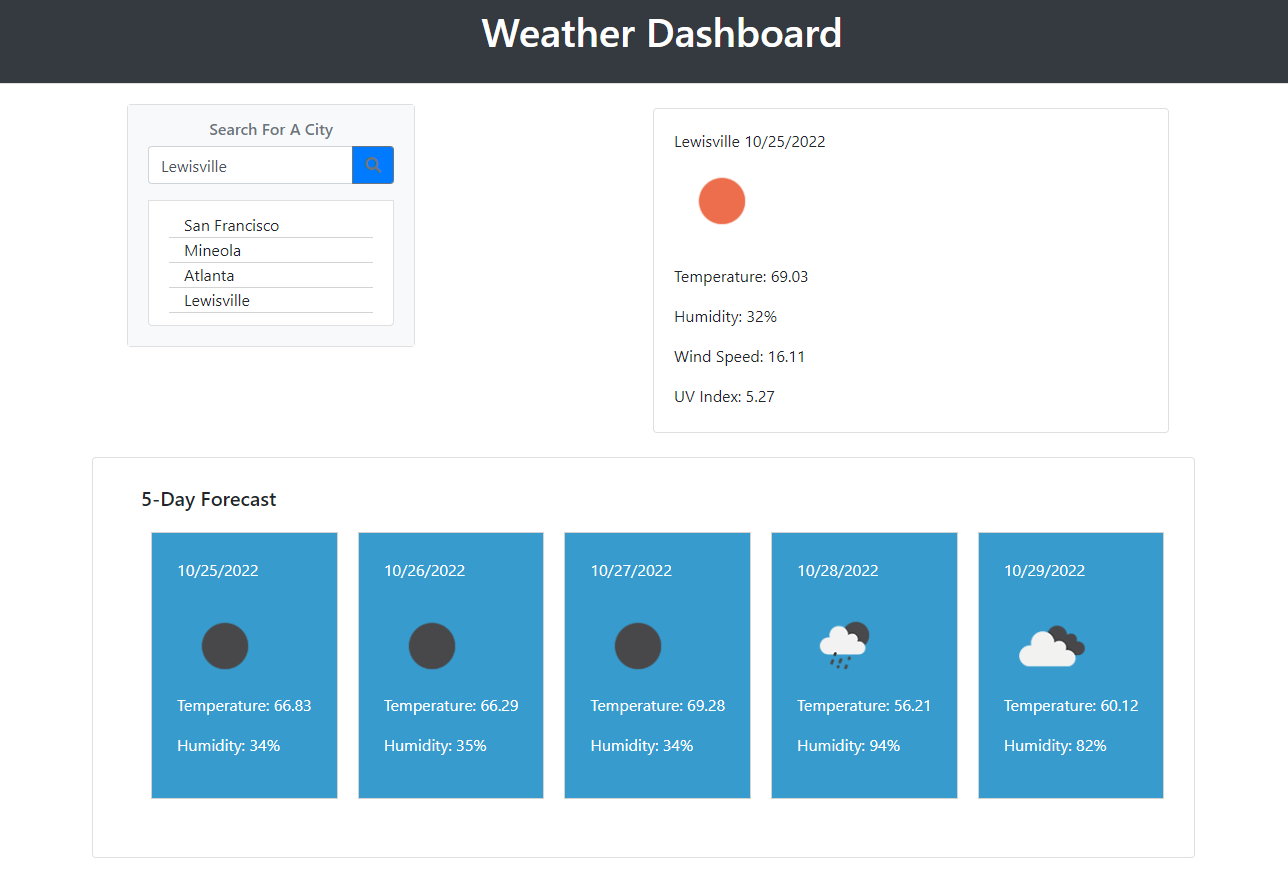 Weather Dashboard
Search For A City
Lewisville
San Francisco
Mineola
Atlanta
Lewisville
Lewisville 10/25/2022
Temperature: 69.03
Humidity: 32%
Wind Speed: 16.11
UV Index: 5.27
5-Day Forecast
10/25/2022
Temperature: 66.83
Humidity: 34%
10/26/2022
Temperature: 66.29
Humidity: 35%
10/27/2022
Temperature: 69.28
Humidity: 34%
10/28/2022
Temperature: 56.21
Humidity: 94%
10/29/2022
Temperature: 60.12
Humidity: 82%